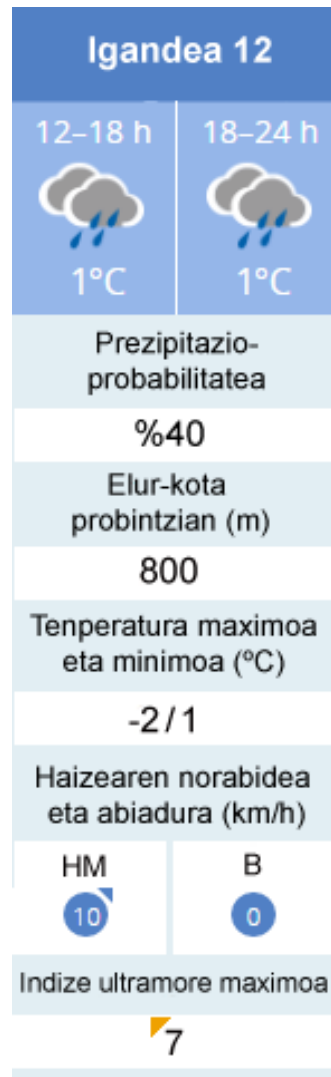 Igandea 12
12–18 h 18–24 h
1°C 1°C
Prezipitazio-
probabilitatea
%40
Elur-kota
probintzian (m)
800
Tenperatura maximoa
eta minimoa (ºC)
-2 / 1
Haizearen norabidea
eta abiadura (km/h)
HM B
10 0
Indize ultramore maximoa
7